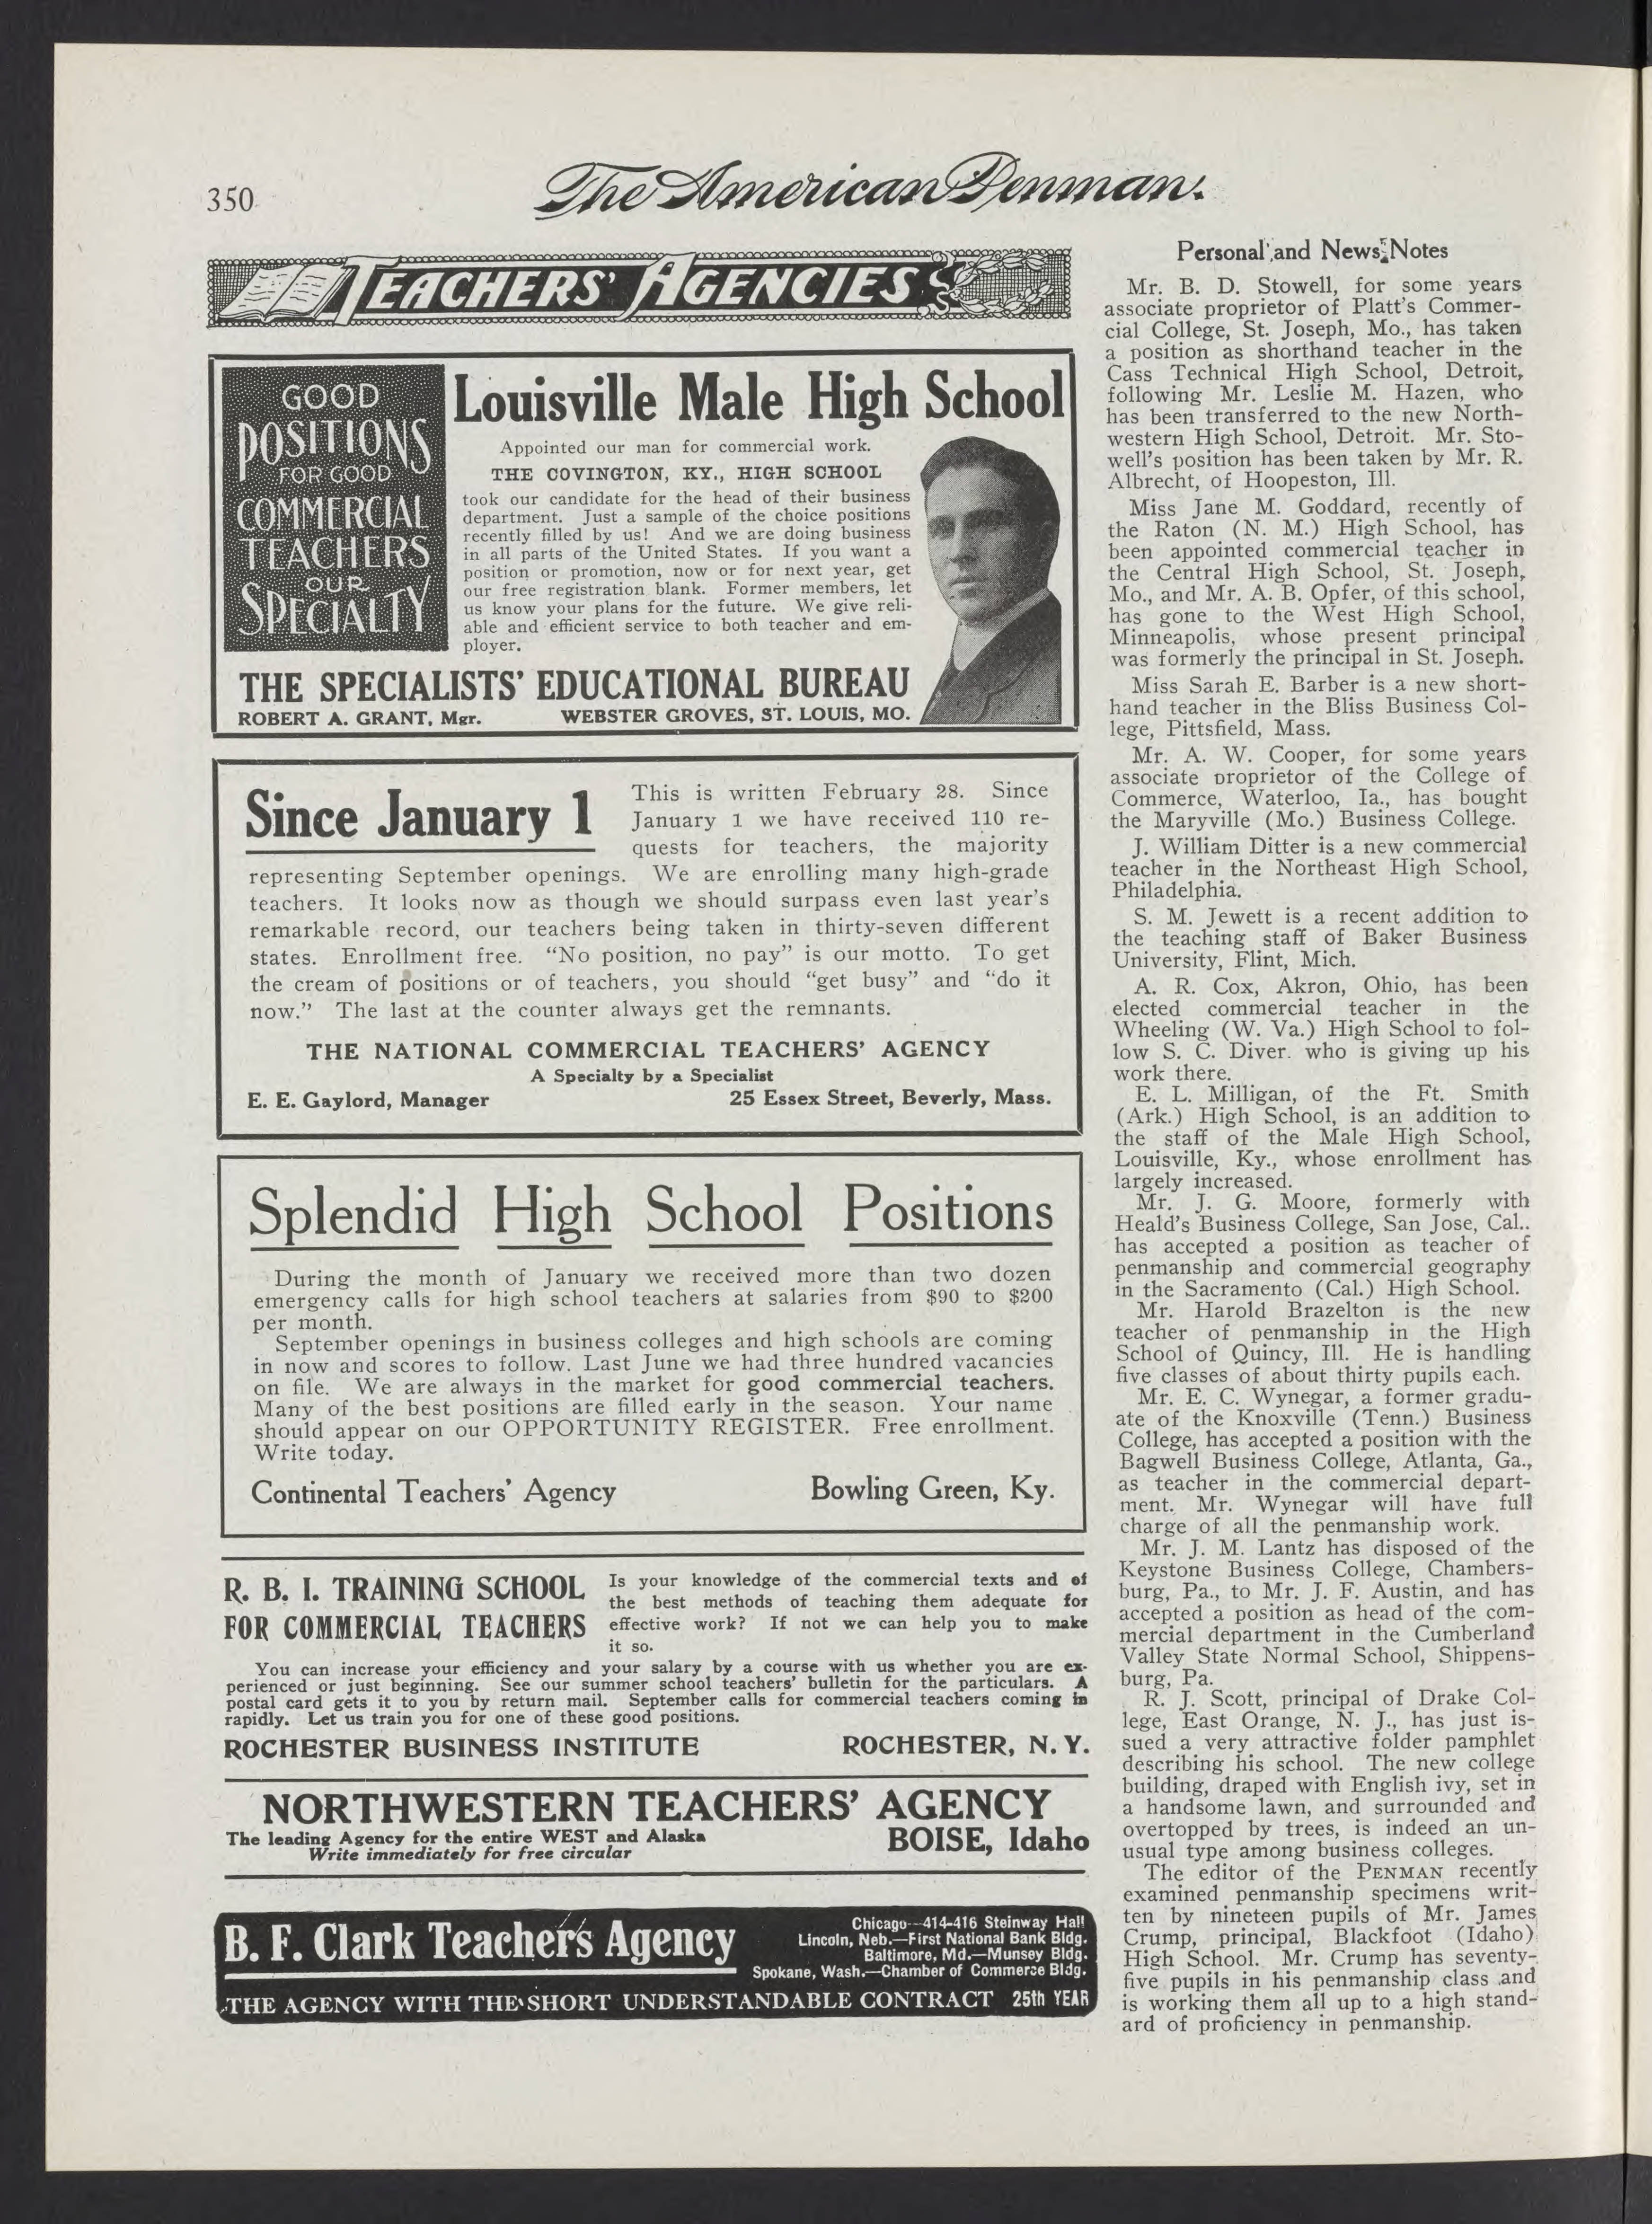 350
The American Penman.
TEACHERS' AGENCIES
GOOD
POSITIONS
FOR GOOD
COMMERCIAL
TEACHERS
OUR
SPECIALTY
Louisville Male High School
Appointed our man for commercial work.
THE COVINGTON, KY., HIGH SCHOOL
took our candidate for the head of their business
department. Just a sample of the choice positions
recently filled by us! And we are doing business
in all parts of the United States. If you want a
position or promotion, now or for next year, get
our free registration blank. Former members, let
us know your plans for the future. We give reli-
able and efficient service to both teacher and em-
ployer.
THE SPECIALISTS' EDUCATIONAL BUREAU
ROBERT A. GRANT, Mgr. WEBSTER GROVES, ST. LOUIS, MO.
Since January 1
This is written February 28. Since
January 1 we have received 110 re-
quests for teachers, the majority
representing September openings. We are enrolling many high-grade
teachers. It looks now as though we should surpass even last year's
remarkable record, our teachers being taken in thirty-seven different
states. Enrollment free. "No position, no pay" is our motto. To get
the cream of positions or of teachers, you should "get busy" and "do it
now." The last at the counter always get the remnants.
THE NATIONAL COMMERCIAL TEACHERS' AGENCY
A Specialty by a Specialist
E. E. Gaylord, Manager 25 Essex Street, Beverly, Mass.
Splendid High School Positions
During the month of January we received more than two dozen
emergency calls for high school teachers at salaries from $90 to $200
per month.
September openings in business colleges and high schools are coming
in now and scores to follow. Last June we had three hundred vacancies
on file. We are always in the market for good commercial teachers.
Many of the best positions are filled early in the season. Your name
should appear on our OPPORTUNITY REGISTER. Free enrollment.
Write today.
Continental Teachers' Agency Bowling Green, Ky.
R. B. I. TRAINING SCHOOL
FOR COMMERCIAL TEACHERS
Is your knowledge of the commercial texts and of
the best methods of teaching them adequate for
effective work? If not we can help you to make
it so.
You can increase your efficiency and your salary by a course with us whether you are ex-
perienced or just beginning. See our summer school teachers' bulletin for the particulars. A
postal card gets it to you by return mail. September calls for commercial teachers coming in
rapidly. Let us train you for one of these good positions.
ROCHESTER BUSINESS INSTITUTE ROCHESTER, N. Y.
NORTHWESTERN TEACHERS' AGENCY
The leading Agency for the entire WEST and Alaska
Write immediately for free circular
BOISE, Idaho
B. F. Clark Teachers Agency
Chicago—414-416 Steinway Hall
Lincoln, Neb.—First National Bank Bldg.
Baltimore, Md.—Munsey Bldg.
Spokane, Wash.—Chamber of Commerce Bldg.
THE AGENCY WITH THE SHORT UNDERSTANDABLE CONTRACT 25th YEAR
Personal and News Notes
Mr. B. D. Stowell, for some years
associate proprietor of Platt's Commer-
cial College, St. Joseph, Mo., has taken
a position as shorthand teacher in the
Cass Technical High School, Detroit,
following Mr. Leslie M. Hazen, who
has been transferred to the new North-
western High School, Detroit. Mr. Sto-
well's position has been taken by Mr. R.
Albrecht, of Hoopeston, Ill.
Miss Jane M. Goddard, recently of
the Raton (N. M.) High School, has
been appointed commercial teacher in
the Central High School, St. Joseph,
Mo., and Mr. A. B. Opfer, of this school,
has gone to the West High School,
Minneapolis, whose present principal
was formerly the principal in St. Joseph.
Miss Sarah E. Barber is a new short-
hand teacher in the Bliss Business Col-
lege, Pittsfield, Mass.
Mr. A. W. Cooper, for some years
associate proprietor of the College of
Commerce, Waterloo, Ia., has bought
the Maryville (Mo.) Business College.
J. William Ditter is a new commercial
teacher in the Northeast High School,
Philadelphia.
S. M. Jewett is a recent addition to
the teaching staff of Baker Business
University, Flint, Mich.
A. R. Cox, Akron, Ohio, has been
elected commercial teacher in the
Wheeling (W. Va.) High School to fol-
low S. C. Diver. who is giving up his
work there.
E. L. Milligan, of the Ft. Smith
(Ark.) High School, is an addition to
the staff of the Male High School,
Louisville, Ky., whose enrollment has
largely increased.
Mr. J. G. Moore, formerly with
Heald's Business College, San Jose, Cal..
has accepted a position as teacher of
penmanship and commercial geography
in the Sacramento (Cal.) High School.
Mr. Harold Brazelton is the new
teacher of penmanship in the High
School of Quincy, Ill. He is handling
five classes of about thirty pupils each.
Mr. E. C. Wynegar, a former gradu-
ate of the Knoxville (Tenn.) Business
College, has accepted a position with the
Bagwell Business College, Atlanta, Ga.,
as teacher in the commercial depart-
ment. Mr. Wynegar will have full
charge of all the penmanship work.
Mr. J. M. Lantz has disposed of the
Keystone Business College, Chambers-
burg, Pa., to Mr. J. F. Austin, and has
accepted a position as head of the com-
mercial department in the Cumberland
Valley State Normal School, Shippens-
burg, Pa.
R. J. Scott, principal of Drake Col-
lege, East Orange, N. J., has just is-
sued a very attractive folder pamphlet
describing his school. The new college
building, draped with English ivy, set in
a handsome lawn, and surrounded and
overtopped by trees, is indeed an un-
usual type among business colleges.
The editor of the PENMAN recently
examined penmanship specimens writ-
ten by nineteen pupils of Mr. James
Crump, principal, Blackfoot (Idaho)
High School. Mr. Crump has seventy-
five pupils in his penmanship class and
is working them all up to a high stand-
ard of proficiency in penmanship.